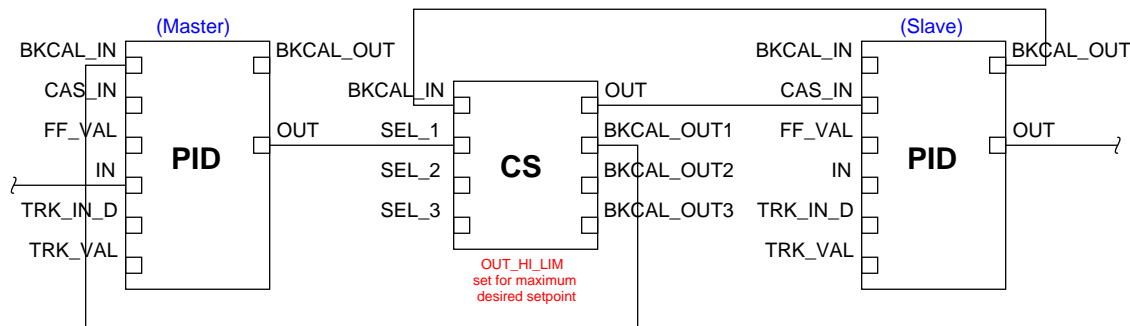 (Master)
BKCAL_IN
CAS_IN
FF_VAL
IN
TRK_IN_D
TRK_VAL
PID
BKCAL_OUT
OUT
BKCAL_IN
SEL_1
SEL_2
SEL_3
CS
OUT
BKCAL_OUT1
BKCAL_OUT2
BKCAL_OUT3
OUT_HI_LIM
set for maximum
desired setpoint
(Slave)
BKCAL_IN
CAS_IN
FF_VAL
IN
TRK_IN_D
TRK_VAL
PID
BKCAL_OUT
OUT